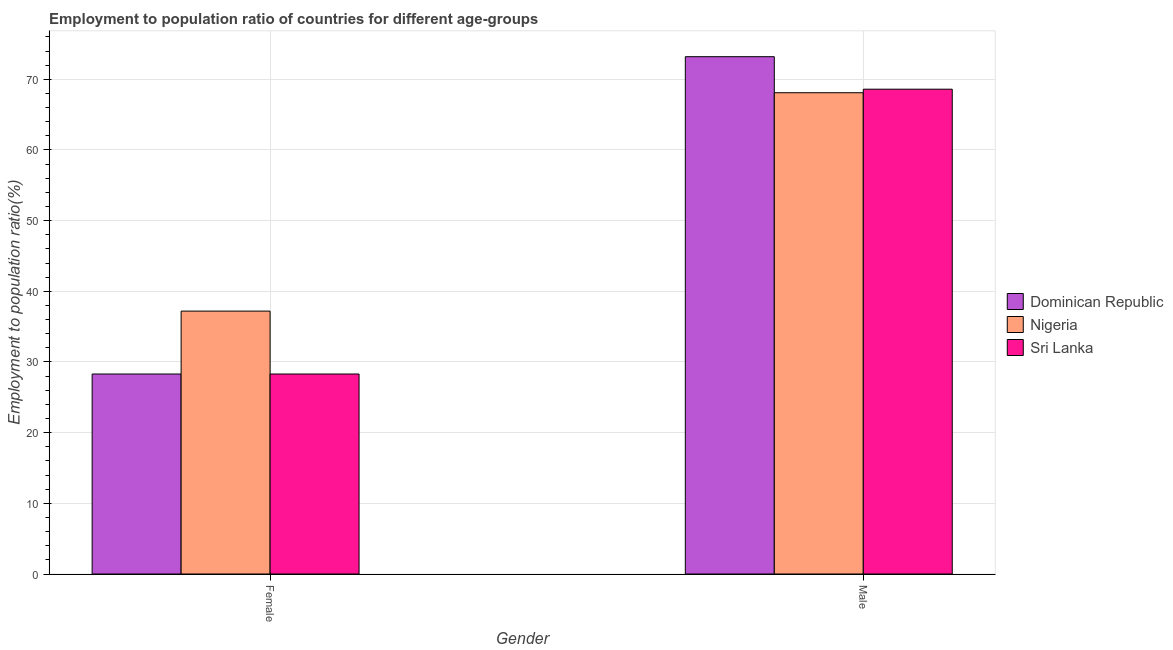 Employment to population ratio of countries for different age-groups
Employment to population ratio(%)
70
60
50
40
30
20
10
0
Female
Male
Gender
Dominican Republic
Nigeria
Sri Lanka